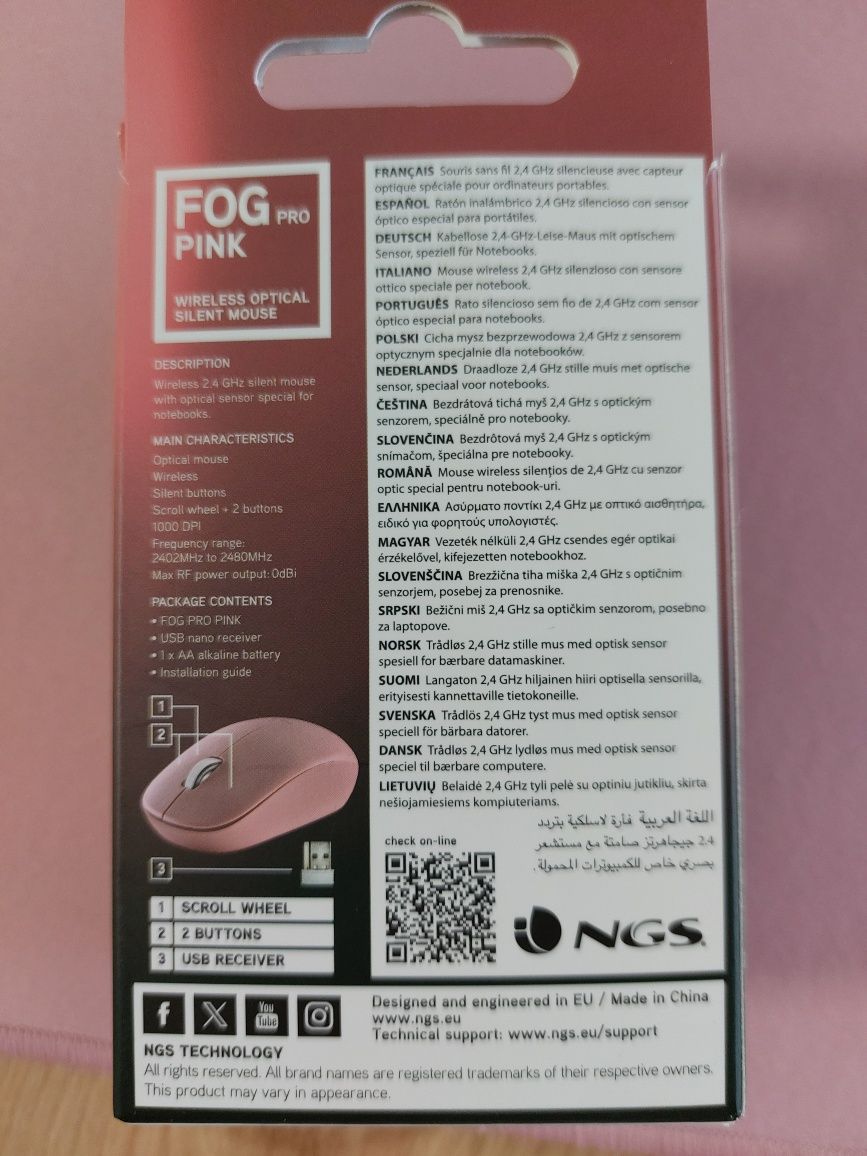 FOG PRO
PINK
WIRELESS OPTICAL
SILENT MOUSE
DESCRIPTION
Wireless 2.4 GHz silent mouse
with optical sensor special for
notebooks.
MAIN CHARACTERISTICS
Optical mouse
Wireless
Silent buttons
Scroll wheel + 2 buttons
1000 DPI
Frequency range:
2402MHz to 2480MHz
Max RF power output: 0dBi
PACKAGE CONTENTS
• FOG PRO PINK
• USB nano receiver
• 1 x AA alkaline battery
• Installation guide
1
2
3
1 SCROLL WHEEL
2 2 BUTTONS
3 USB RECEIVER
FRANÇAIS Souris sans fil 2,4 GHz silencieuse avec capteur
optique spéciale pour ordinateurs portables.
ESPAÑOL Ratón inalámbrico 2,4 GHz silencioso con sensor
óptico especial para portátiles.
DEUTSCH Kabellose 2,4-GHz-Leise-Maus mit optischem
Sensor, speziell für Notebooks.
ITALIANO Mouse wireless 2,4 GHz silenzioso con sensore
ottico speciale per notebook.
PORTUGUÊS Rato silencioso sem fio de 2,4 GHz com sensor
óptico especial para notebooks.
POLSKI Cicha mysz bezprzewodowa 2,4 GHz z sensorem
optycznym specjalnie dla notebooków.
NEDERLANDS Draadloze 2,4 GHz stille muis met optische
sensor, speciaal voor notebooks.
ČEŠTINA Bezdrátová tichá myš 2,4 GHz s optickým
senzorem, speciálně pro notebooky.
SLOVENČINA Bezdrôtová myš 2,4 GHz s optickým
snímačom, špeciálna pre notebooky.
ROMÂNĂ Mouse wireless silențios de 2,4 GHz cu senzor
optic special pentru notebook-uri.
ΕΛΛΗΝΙΚΑ Ασύρματο ποντίκι 2,4 GHz με οπτικό αισθητήρα,
ειδικό για φορητούς υπολογιστές.
MAGYAR Vezeték nélküli 2,4 GHz csendes egér optikai
érzékelővel, kifejezetten notebookhoz.
SLOVENŠČINA Brezžična tiha miška 2,4 GHz s optičnim
senzorjem, posebej za prenosnike.
SRPSKI Bežični miš 2,4 GHz sa optičkim senzorom, posebno
za laptopove.
NORSK Trådløs 2,4 GHz stille mus med optisk sensor
spesiell for bærbare datamaskiner.
SUOMI Langaton 2,4 GHz hiljainen hiiri optisella sensorilla,
erityisesti kannettaville tietokoneille.
SVENSKA Trådlös 2,4 GHz tyst mus med optisk sensor
speciell för bärbara datorer.
DANSK Trådløs 2,4 GHz lydløs mus med optisk sensor
speciel til bærbare computere.
LIETUVIŲ Belaidė 2,4 GHz tyli pelė su optiniu jutikliu, skirta
nešiojamiesiems kompiuteriams.
اللغة العربية فأرة لاسلكية بتردد
2.4 جيجاهرتز صامتة مع مستشعر
بصري خاص للكمبيوترات المحمولة.
check on-line
NGS
f X You Tube
Designed and engineered in EU / Made in China
www.ngs.eu
Technical support: www.ngs.eu/support
NGS TECHNOLOGY
All rights reserved. All brand names are registered trademarks of their respective owners.
This product may vary in appearance.